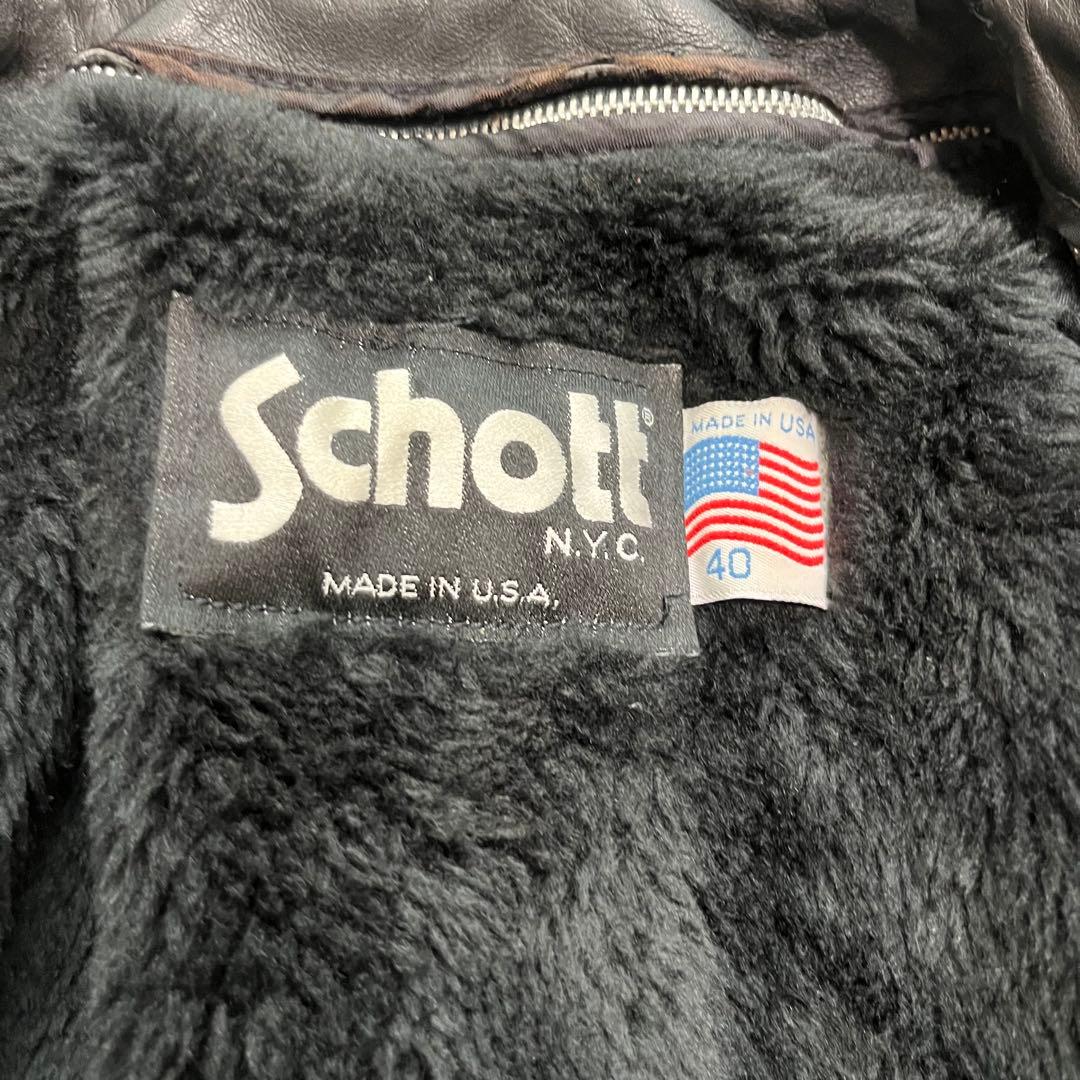 Schott®
N.Y.C.
MADE IN U.S.A.
MADE IN USA
40